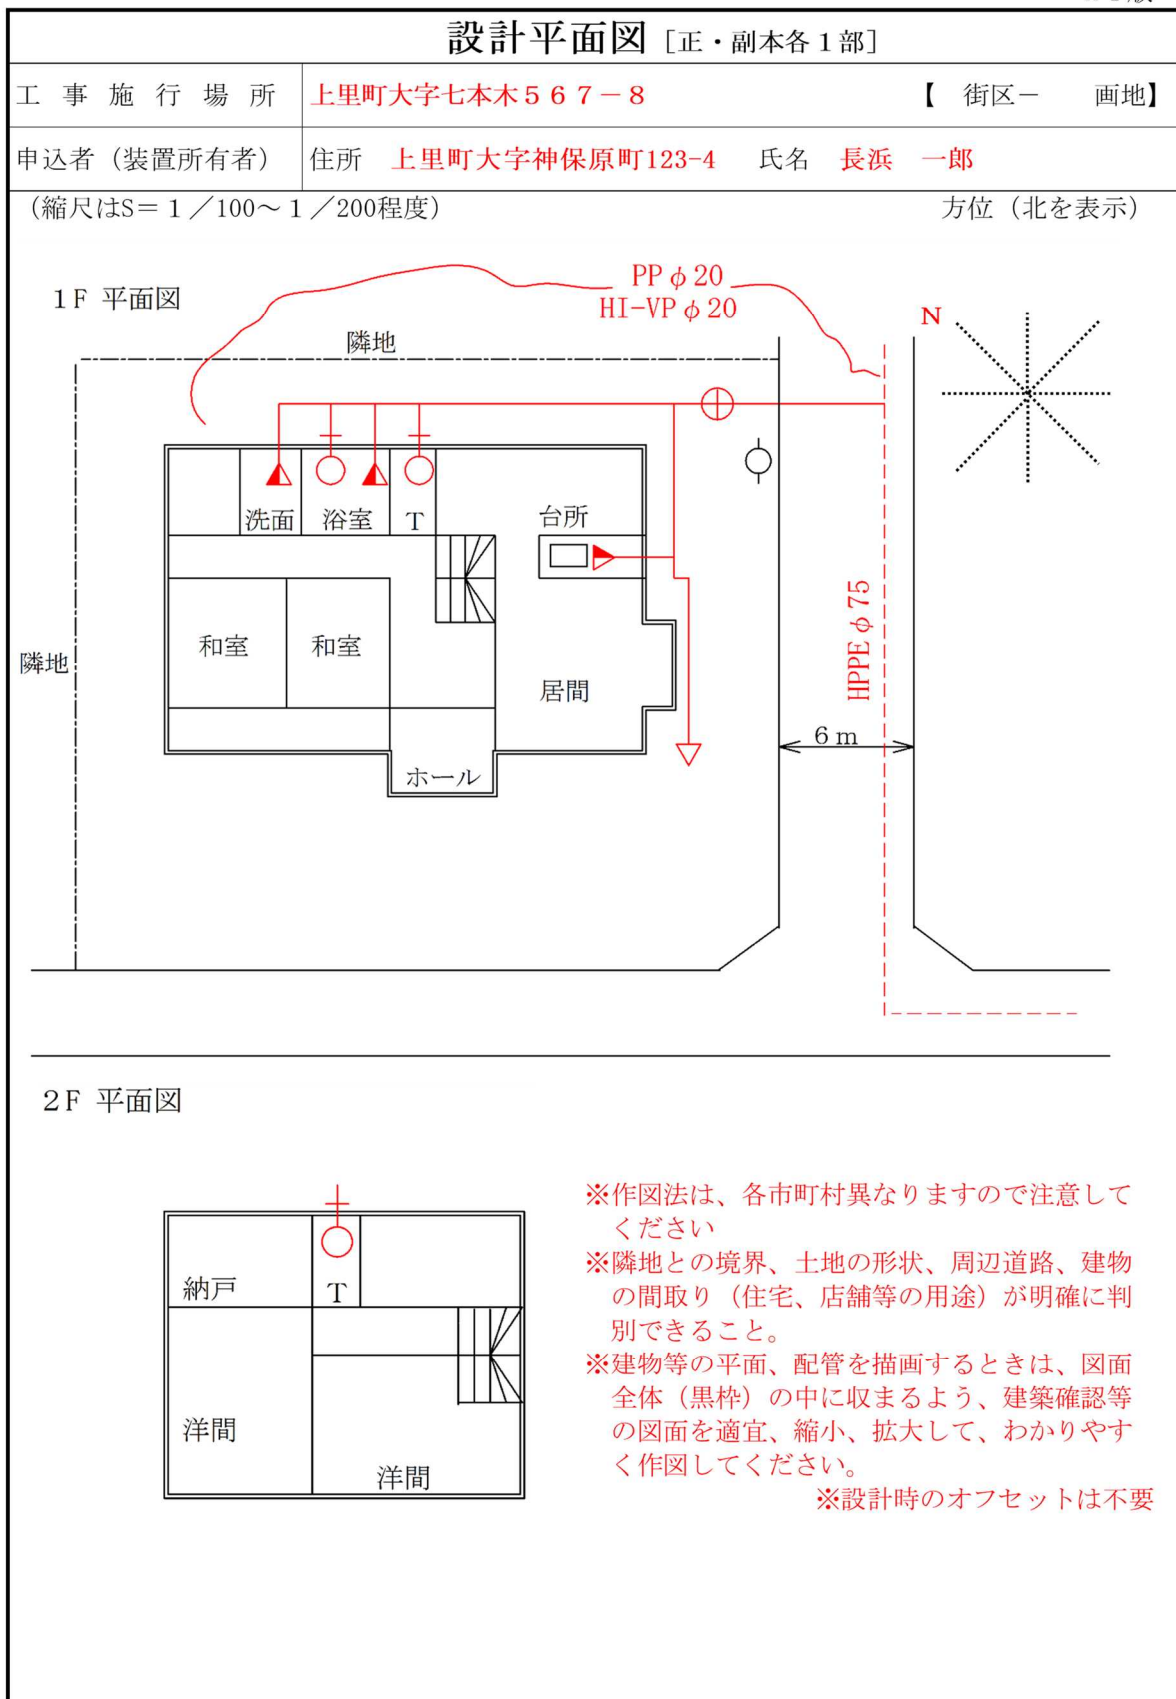 設計平面図［正・副本各１部］
工事施行場所 上里町大字七本木５６７－８ 【　街区－　　画地】
申込者（装置所有者） 住所 上里町大字神保原町123-4 氏名 長浜　一郎
（縮尺はS＝１／100～１／200程度） 方位（北を表示）
PPφ20
HI-VPφ20
１F 平面図
N
隣地
洗面 浴室 T 台所
和室 和室
隣地
居間
HPPEφ75
６m
ホール
２F 平面図
納戸 T
洋間
洋間
※作図法は、各市町村異なりますので注意して
ください
※隣地との境界、土地の形状、周辺道路、建物
の間取り（住宅、店舗等の用途）が明確に判
別できること。
※建物等の平面、配管を描画するときは、図面
全体（黒枠）の中に収まるよう、建築確認等
の図面を適宜、縮小、拡大して、わかりやす
く作図してください。
※設計時のオフセットは不要